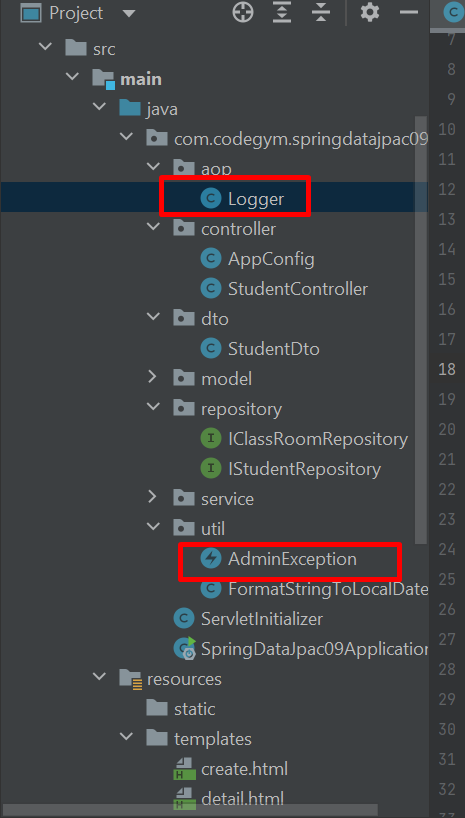 Project
src
main
java
com.codegym.springdatajpac09
aop
Logger
controller
AppConfig
StudentController
dto
StudentDto
model
repository
IClassRoomRepository
IStudentRepository
service
util
AdminException
FormatStringToLocalDate
ServletInitializer
SpringDataJpac09Application
resources
static
templates
create.html
detail.html
7
8
9
10
11
12
13
14
15
16
17
18
19
20
21
22
23
24
25
26
27
28
29
30
31
32
33